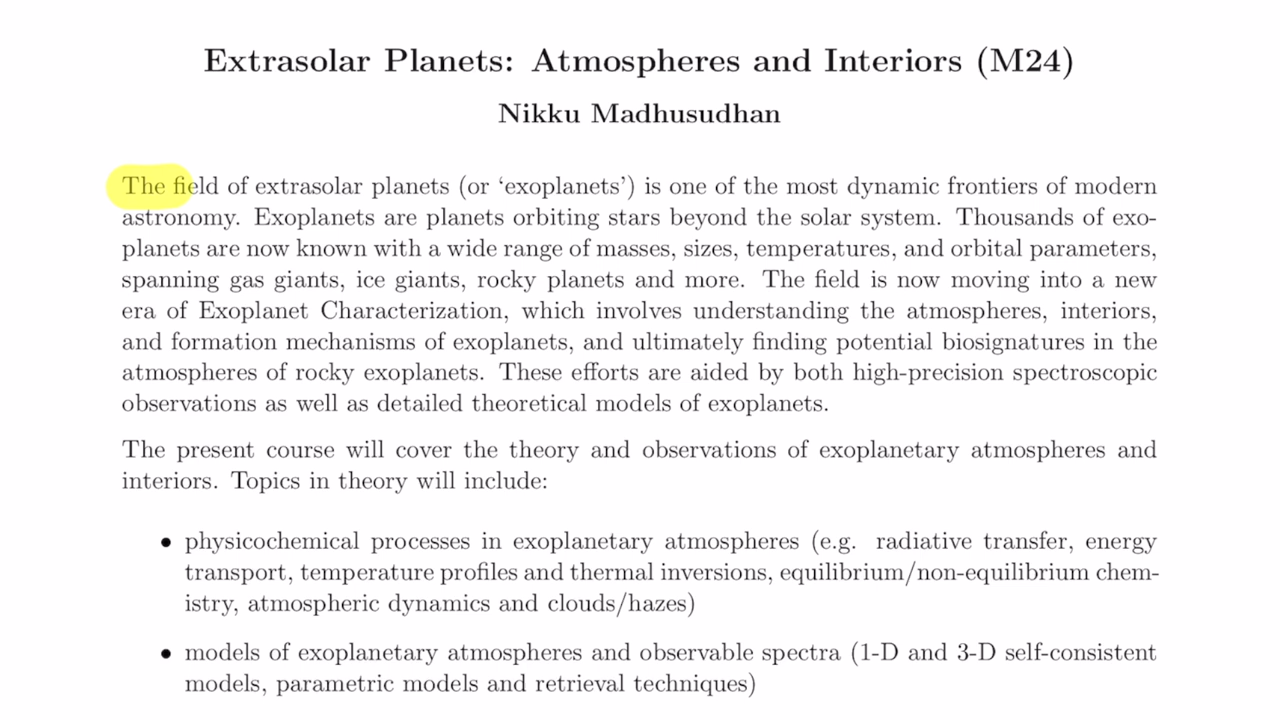 Extrasolar Planets: Atmospheres and Interiors (M24)
Nikku Madhusudhan
The field of extrasolar planets (or ‘exoplanets’) is one of the most dynamic frontiers of modern
astronomy. Exoplanets are planets orbiting stars beyond the solar system. Thousands of exo-
planets are now known with a wide range of masses, sizes, temperatures, and orbital parameters,
spanning gas giants, ice giants, rocky planets and more. The field is now moving into a new
era of Exoplanet Characterization, which involves understanding the atmospheres, interiors,
and formation mechanisms of exoplanets, and ultimately finding potential biosignatures in the
atmospheres of rocky exoplanets. These efforts are aided by both high-precision spectroscopic
observations as well as detailed theoretical models of exoplanets.
The present course will cover the theory and observations of exoplanetary atmospheres and
interiors. Topics in theory will include:
• physicochemical processes in exoplanetary atmospheres (e.g. radiative transfer, energy
transport, temperature profiles and thermal inversions, equilibrium/non-equilibrium chem-
istry, atmospheric dynamics and clouds/hazes)
• models of exoplanetary atmospheres and observable spectra (1-D and 3-D self-consistent
models, parametric models and retrieval techniques)